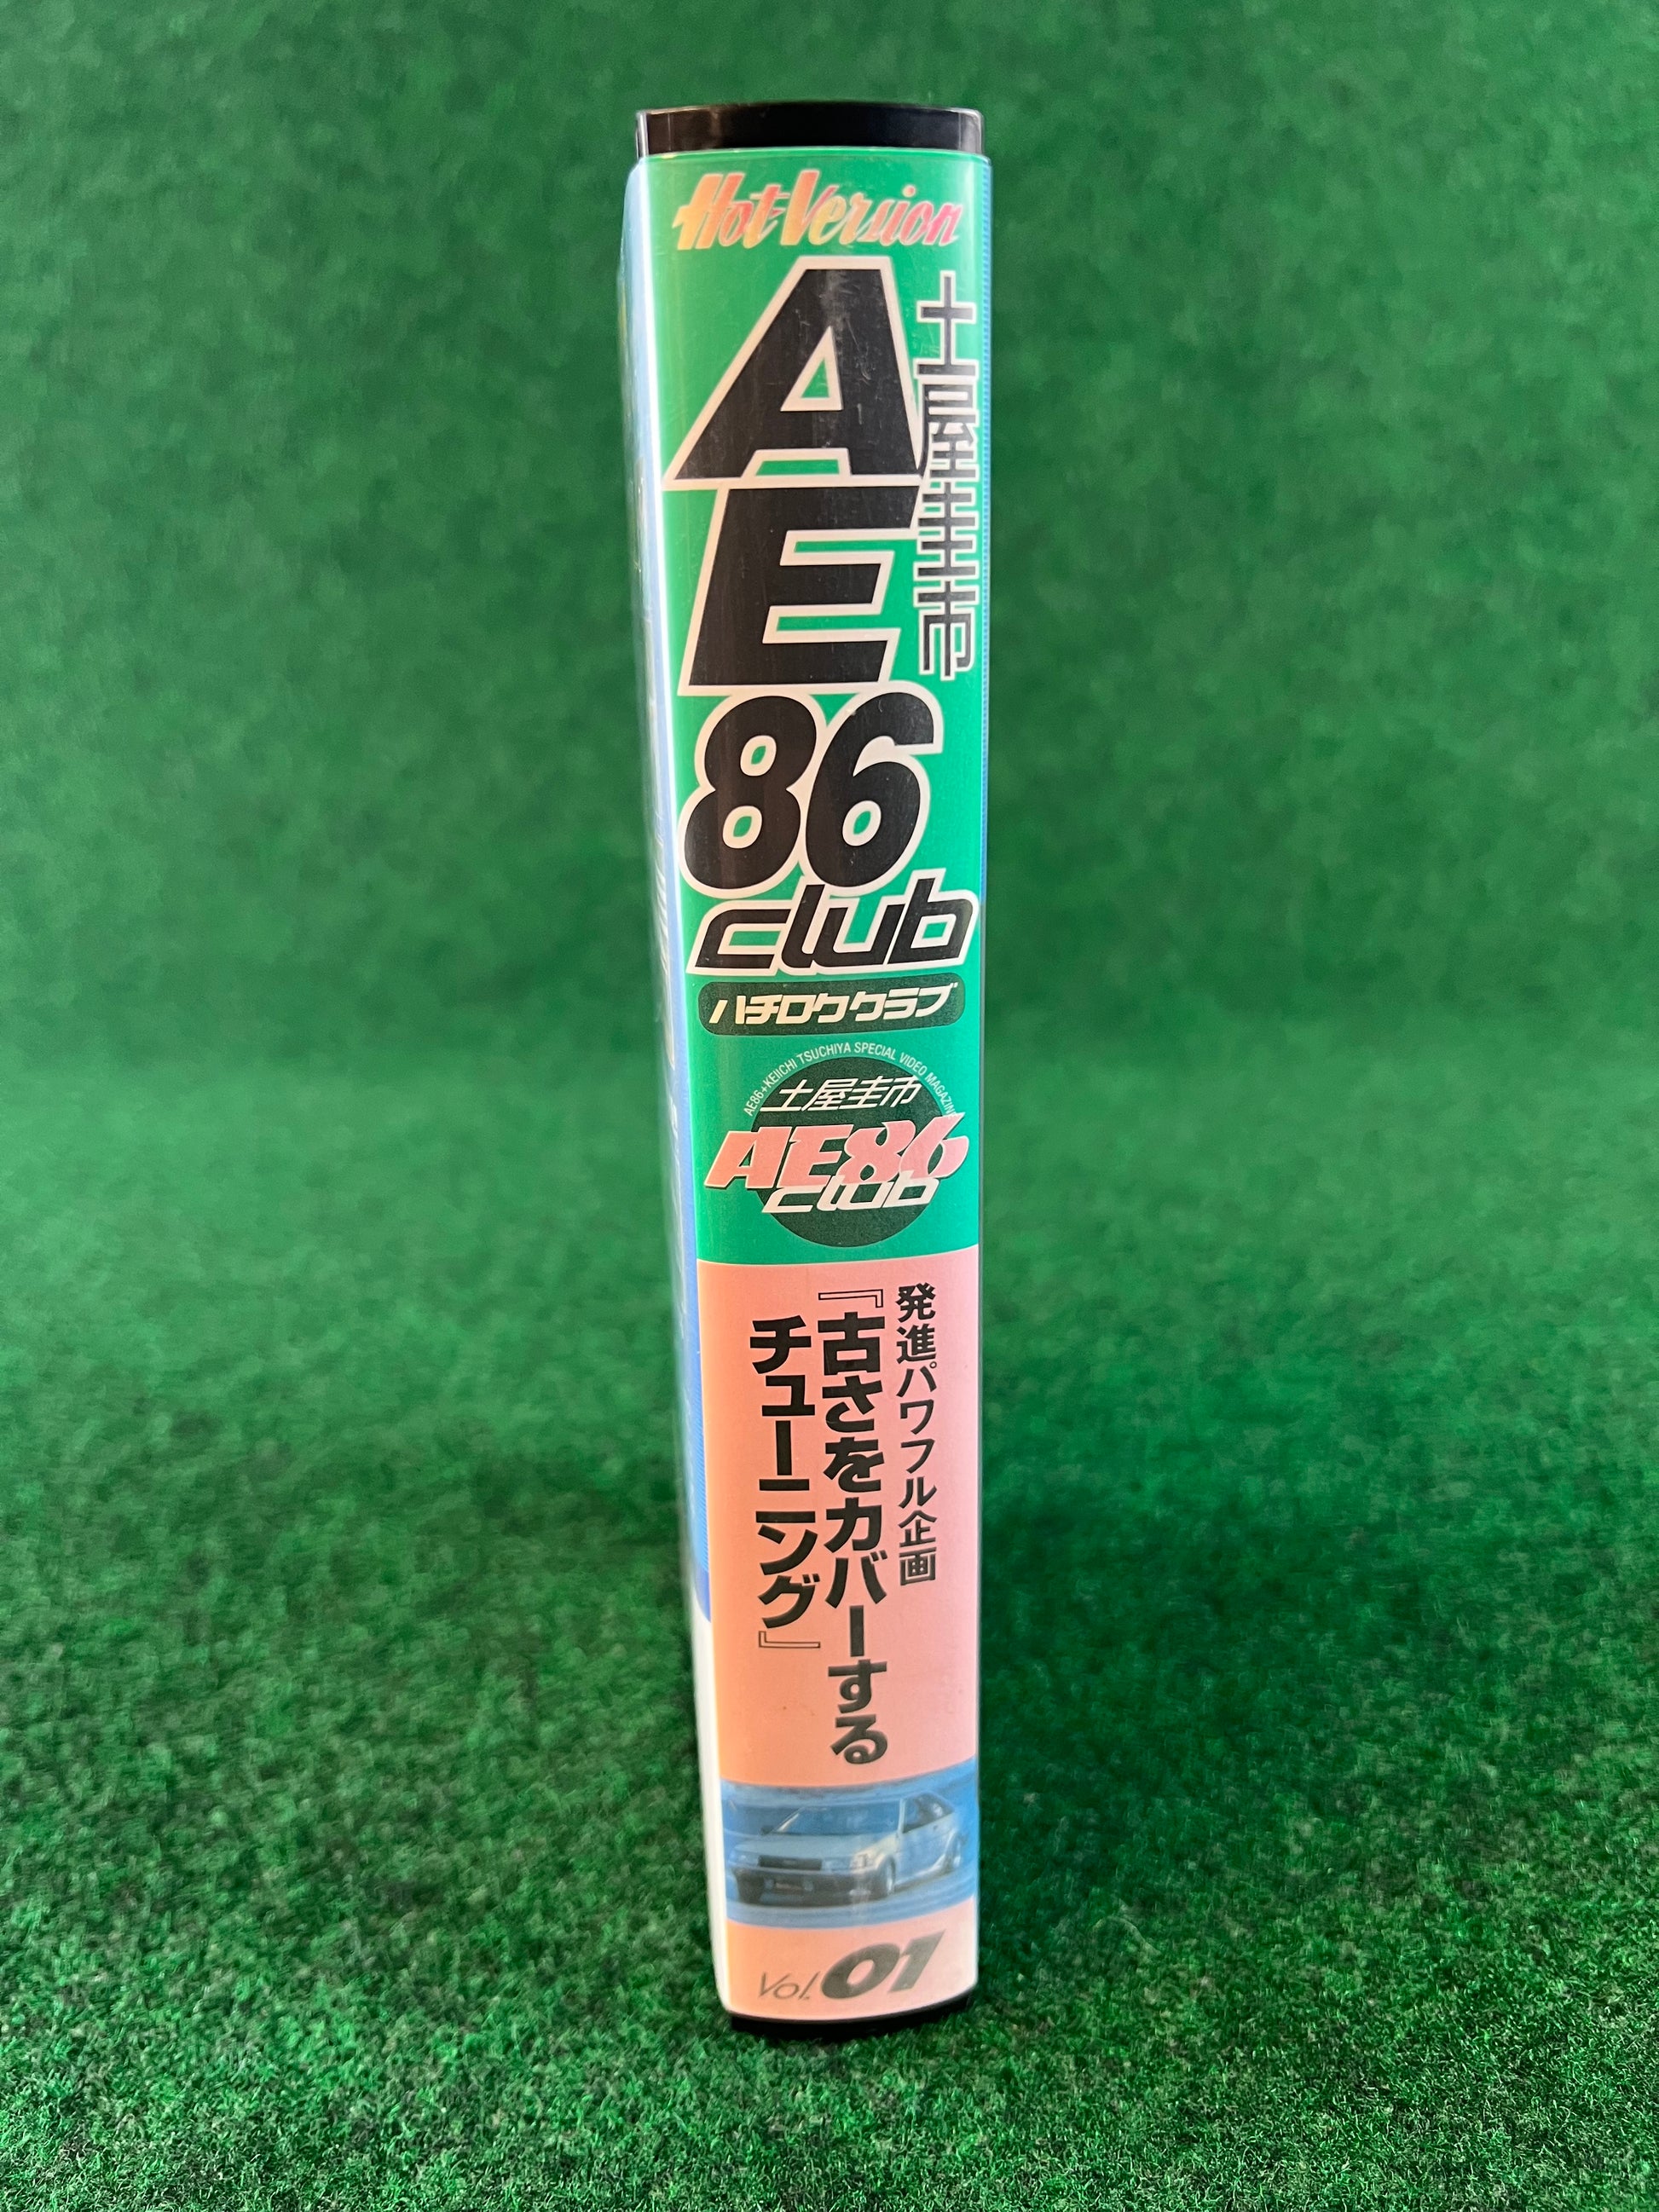 Hot Version
土屋圭市
AE
86
club
ハチロククラブ
AE86+KEIICHI TSUCHIYA SPECIAL VIDEO MAGAZINE
土屋圭市
AE86
club
発進パワフル企画
『古さをカバーする
チューニング』
Vol.01